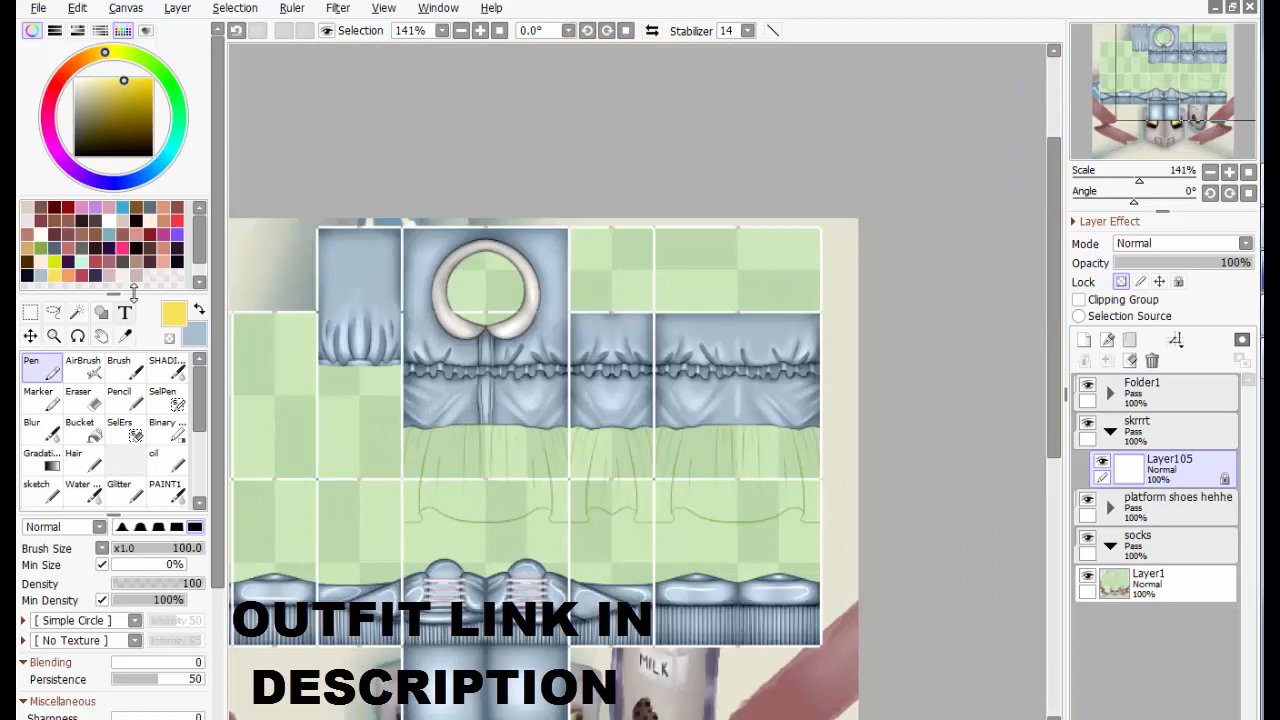 File Edit Canvas Layer Selection Ruler Filter View Window Help
Selection 141% 0.0° Stabilizer 14
Scale 141%
Angle 0°
Layer Effect
Mode Normal
Opacity 100%
Lock
Clipping Group
Selection Source
T
Pen AirBrush Brush SHADI...
Marker Eraser Pencil SelPen
Blur Bucket SelErs Binary ...
Gradati... Hair oil
sketch Water ... Glitter PAINT1
Normal
Brush Size x1.0 100.0
Min Size 0%
Density 100
Min Density 100%
[ Simple Circle ] Intensity 50
[ No Texture ]
Blending 0
Persistence 50
Miscellaneous
Sharpness 0
Folder1
Pass
100%
skrrrt
Pass
100%
Layer105
Normal
100%
platform shoes hehhe
Pass
100%
socks
Pass
100%
Layer1
Normal
100%
MILK
OUTFIT LINK IN
DESCRIPTION